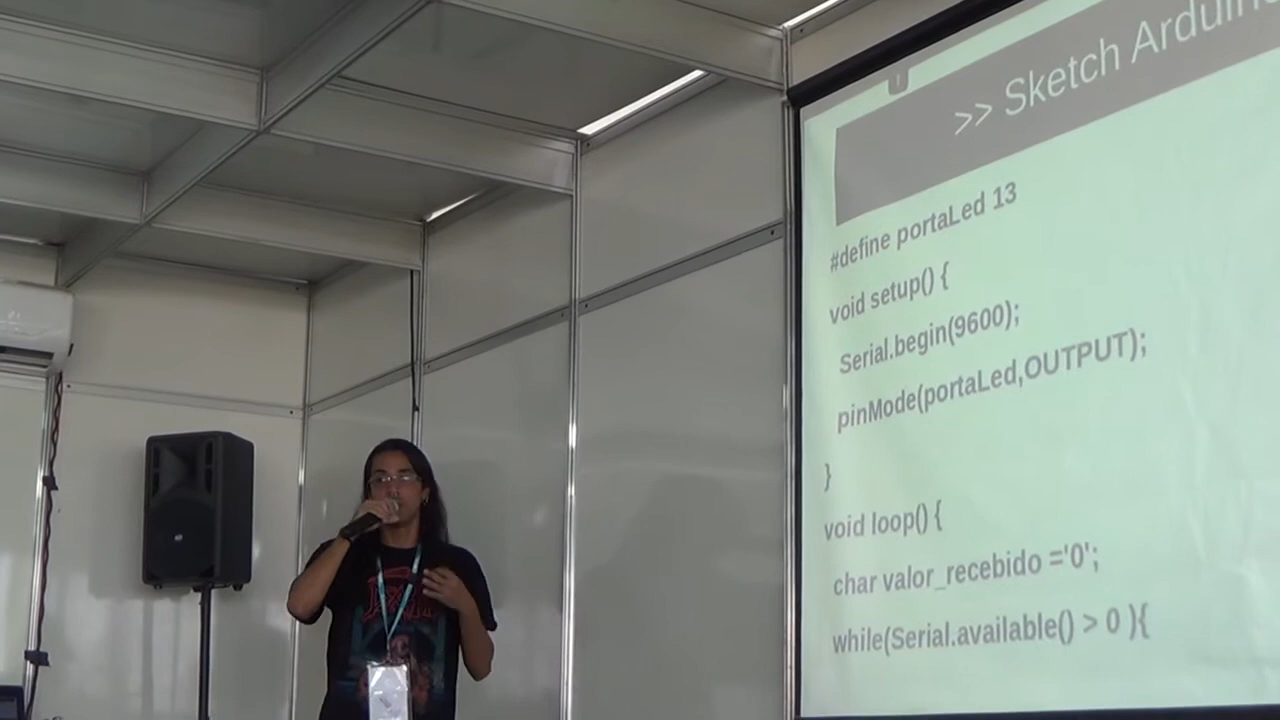 >> Sketch Arduino
#define portaLed 13
void setup() {
Serial.begin(9600);
pinMode(portaLed,OUTPUT);
}
void loop() {
char valor_recebido ='0';
while(Serial.available() > 0 ){